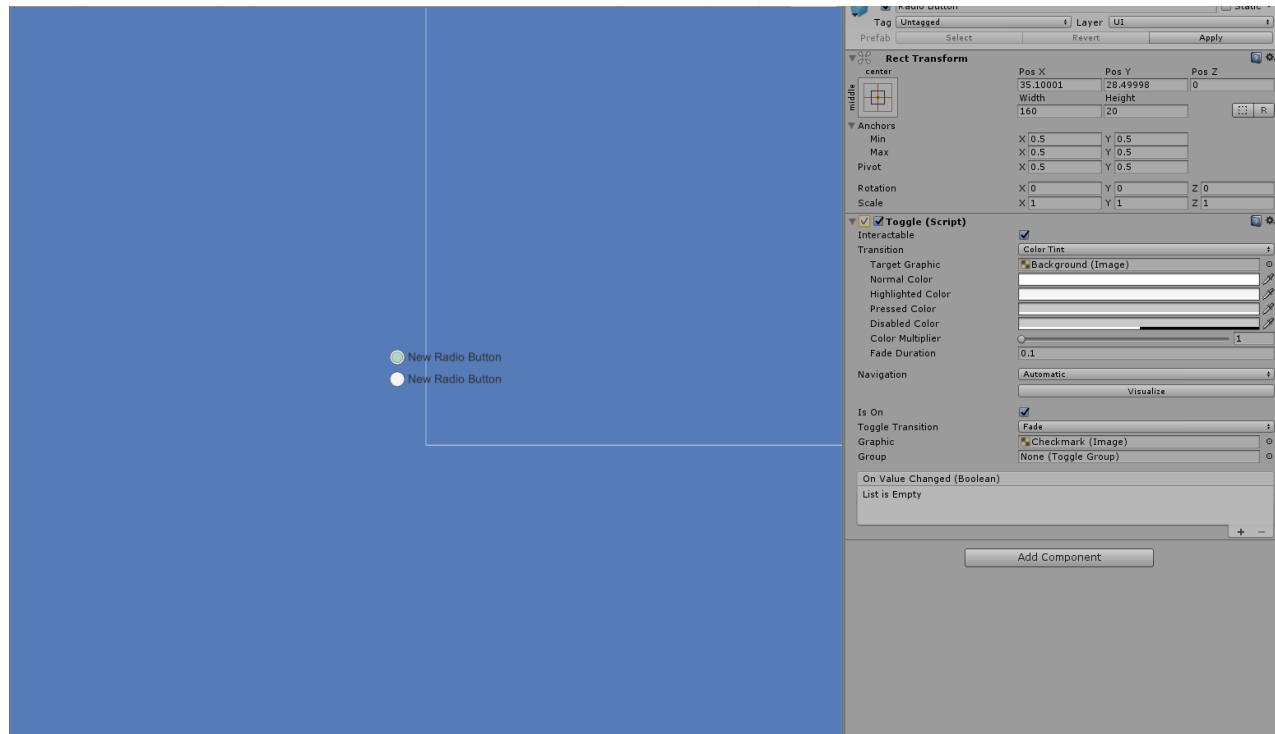 New Radio Button
New Radio Button
Radio Button Static
Tag Untagged Layer UI
Prefab Select Revert Apply
Rect Transform
center
middle
Pos X Pos Y Pos Z
35.10001 28.49998 0
Width Height
160 20
R
Anchors
Min X 0.5 Y 0.5
Max X 0.5 Y 0.5
Pivot X 0.5 Y 0.5
Rotation X 0 Y 0 Z 0
Scale X 1 Y 1 Z 1
Toggle (Script)
Interactable
Transition Color Tint
Target Graphic Background (Image)
Normal Color
Highlighted Color
Pressed Color
Disabled Color
Color Multiplier 1
Fade Duration 0.1
Navigation Automatic
Visualize
Is On
Toggle Transition Fade
Graphic Checkmark (Image)
Group None (Toggle Group)
On Value Changed (Boolean)
List is Empty
+ −
Add Component